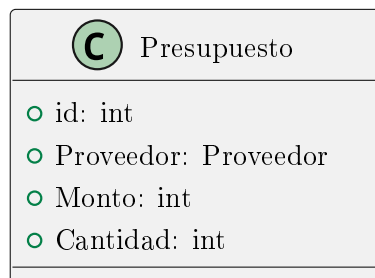 C Presupuesto
id: int
Proveedor: Proveedor
Monto: int
Cantidad: int